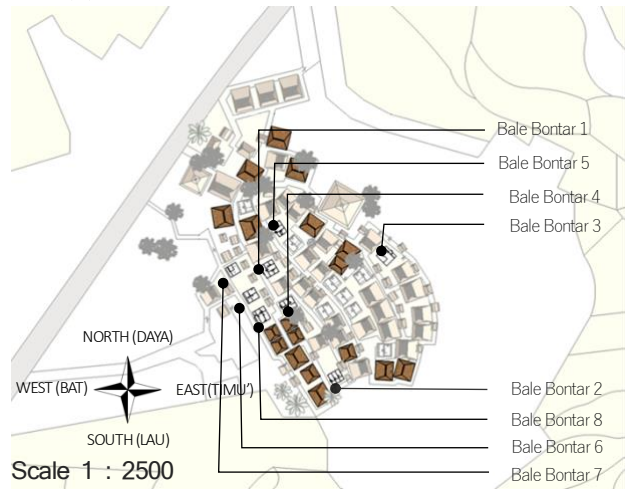 Bale Bontar 1
Bale Bontar 5
Bale Bontar 4
Bale Bontar 3
NORTH (DAYA)
WEST (BAT)
EAST(TIMU’)
SOUTH (LAU)
Scale 1 : 2500
Bale Bontar 2
Bale Bontar 8
Bale Bontar 6
Bale Bontar 7